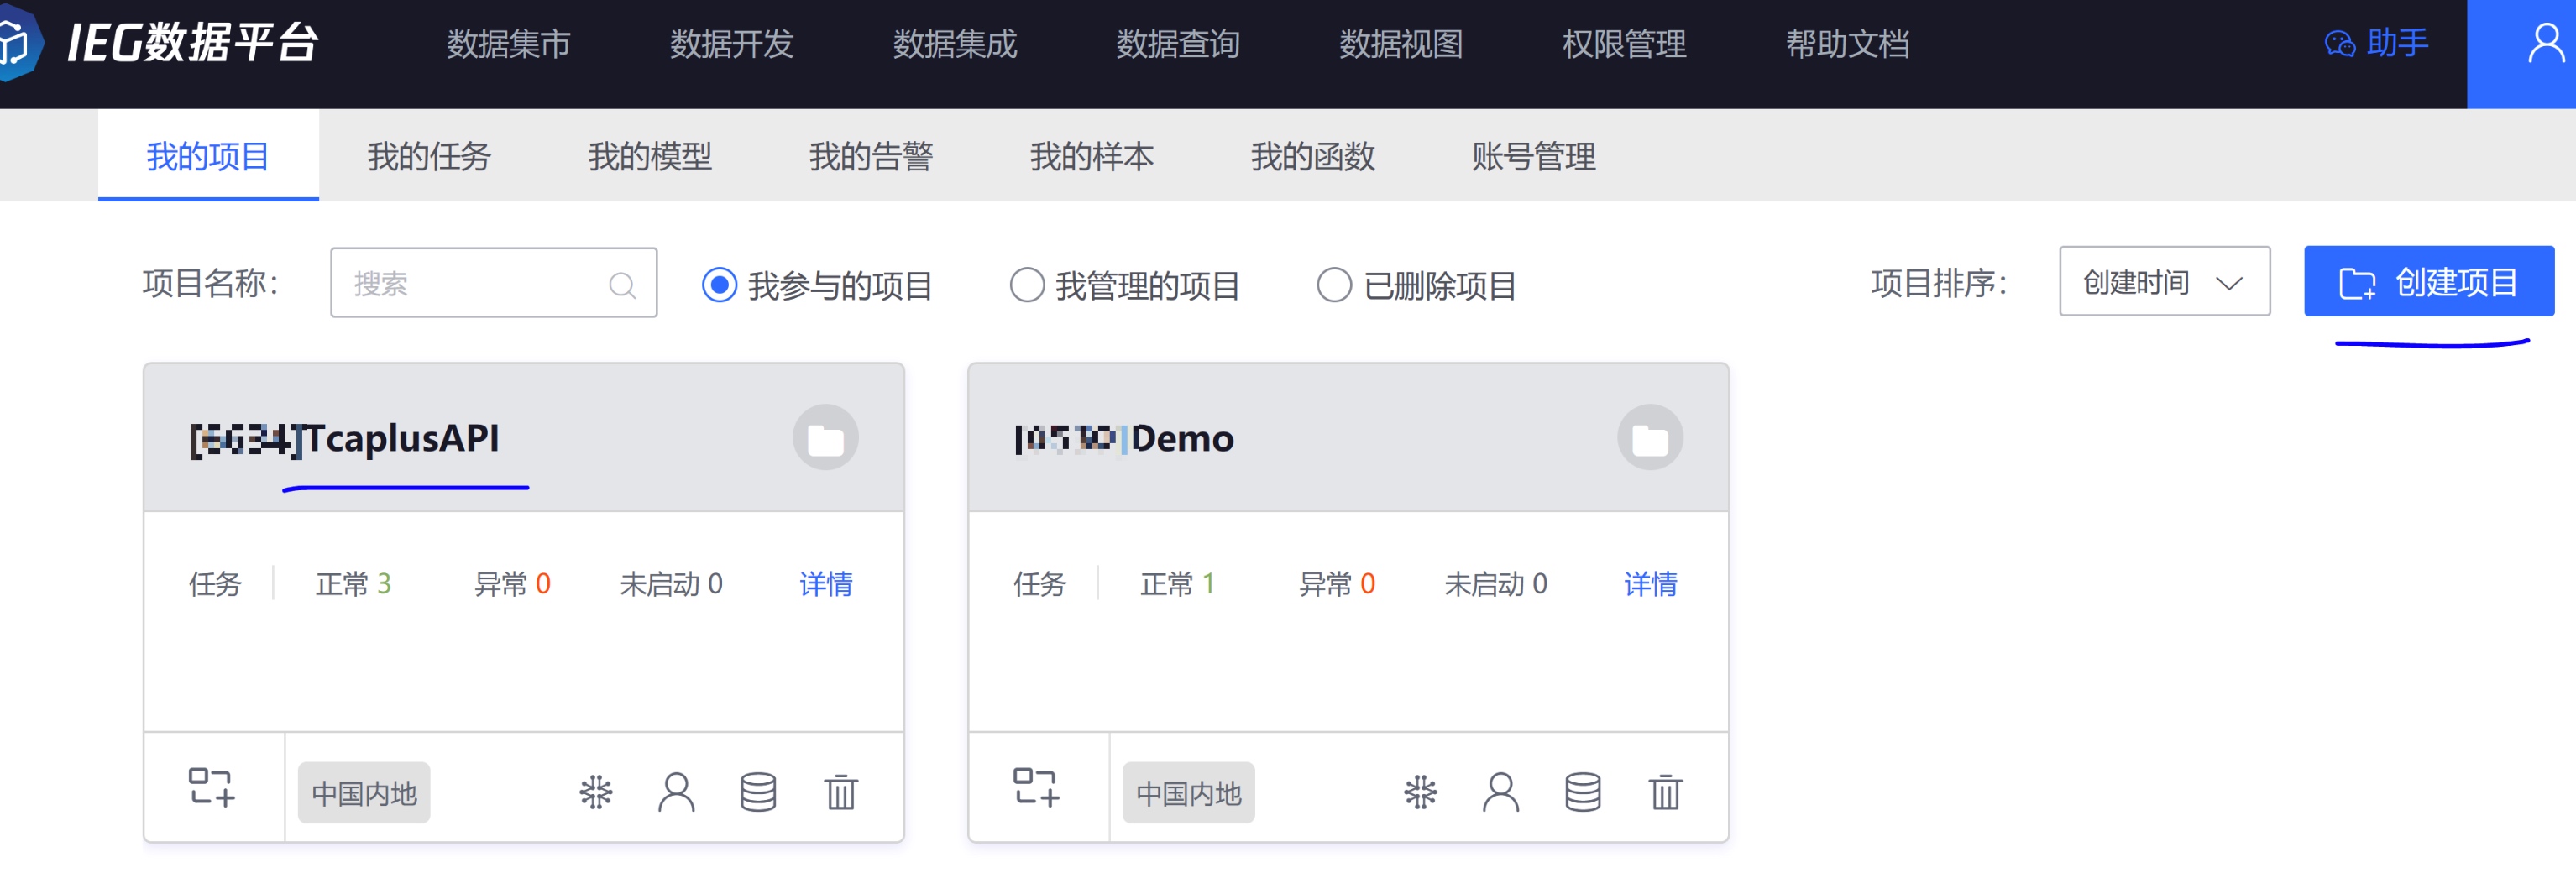 IEG数据平台 数据集市 数据开发 数据集成 数据查询 数据视图 权限管理 帮助文档 助手
我的项目 我的任务 我的模型 我的告警 我的样本 我的函数 账号管理
项目名称： 搜索 我参与的项目 我管理的项目 已删除项目 项目排序： 创建时间 创建项目
TcaplusAPI
任务 正常 3 异常 0 未启动 0 详情
中国内地
Demo
任务 正常 1 异常 0 未启动 0 详情
中国内地